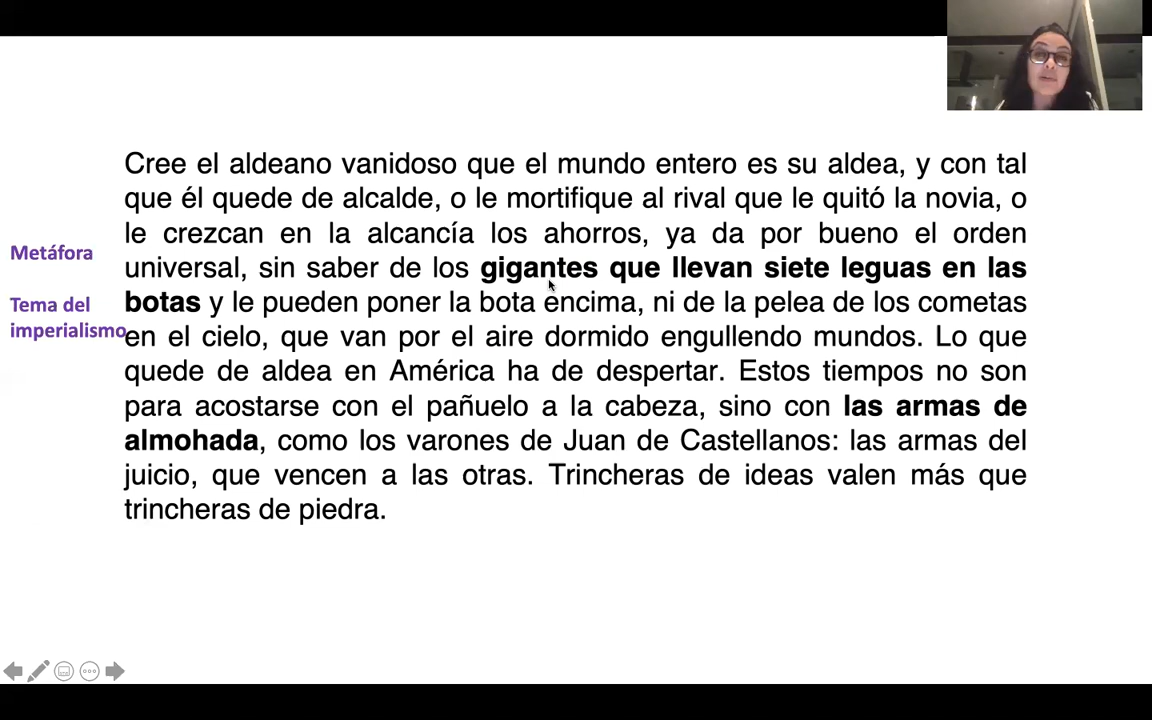 Cree el aldeano vanidoso que el mundo entero es su aldea, y con tal
que él quede de alcalde, o le mortifique al rival que le quitó la novia, o
le crezcan en la alcancía los ahorros, ya da por bueno el orden
universal, sin saber de los gigantes que llevan siete leguas en las
botas y le pueden poner la bota encima, ni de la pelea de los cometas
en el cielo, que van por el aire dormido engullendo mundos. Lo que
quede de aldea en América ha de despertar. Estos tiempos no son
para acostarse con el pañuelo a la cabeza, sino con las armas de
almohada, como los varones de Juan de Castellanos: las armas del
juicio, que vencen a las otras. Trincheras de ideas valen más que
trincheras de piedra.
Metáfora
Tema del
imperialismo